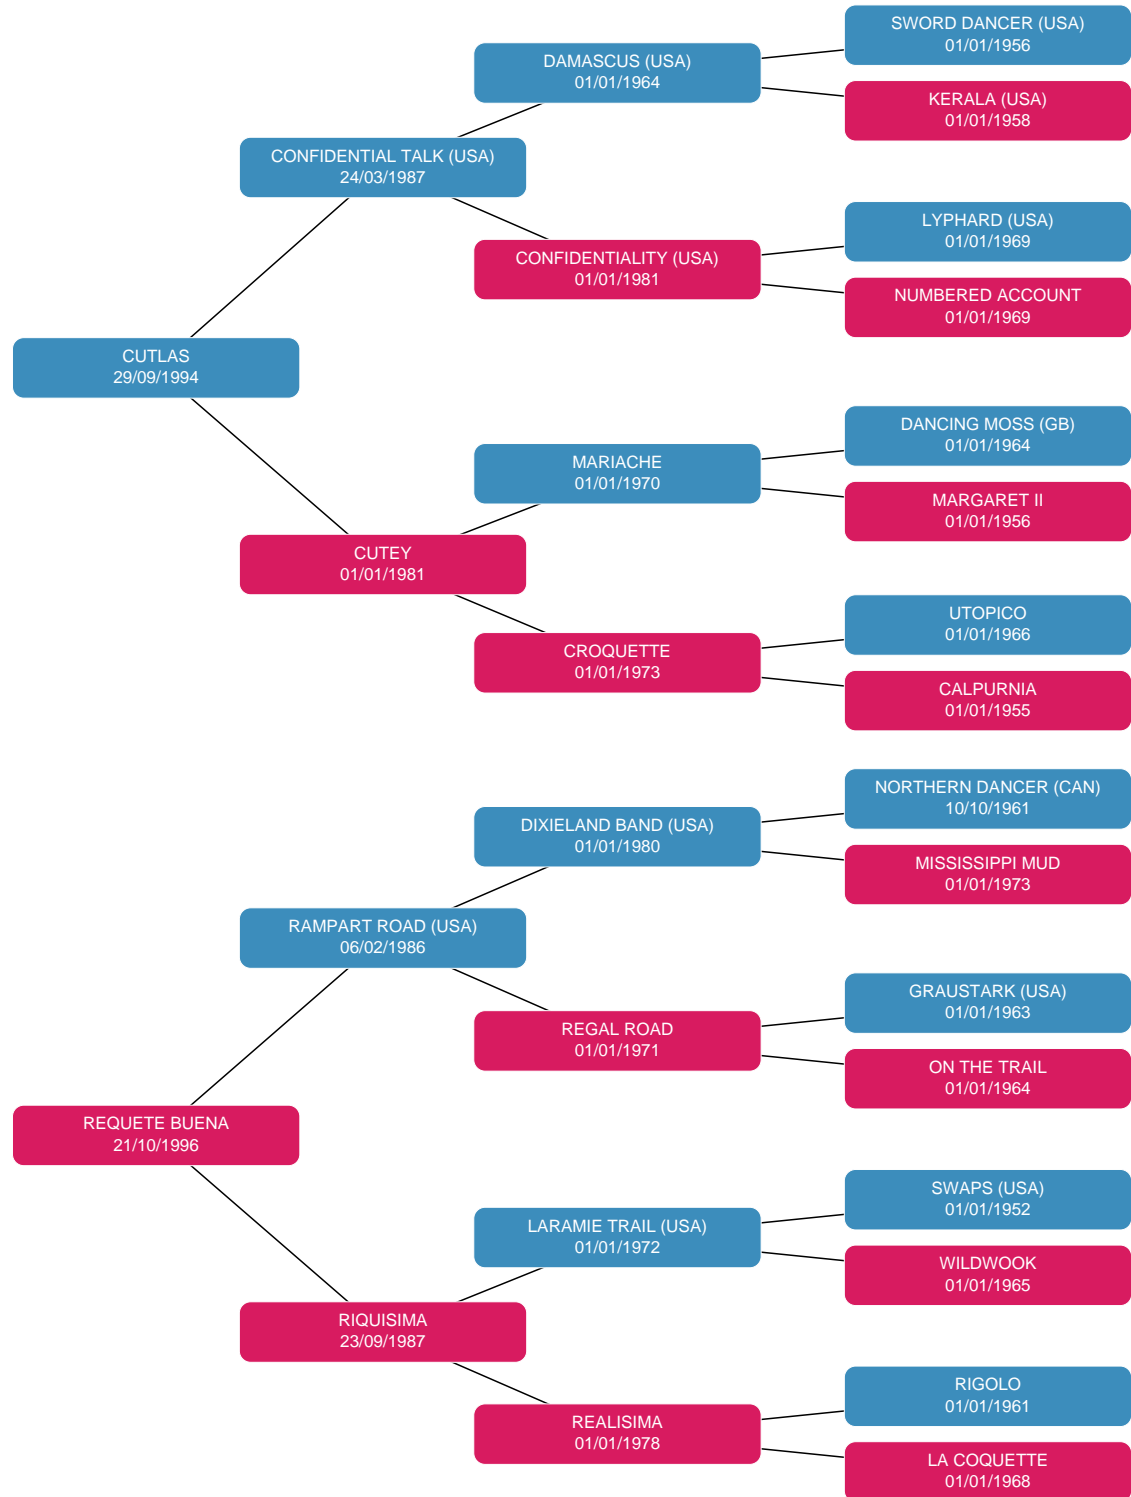 SWORD DANCER (USA)
01/01/1956
DAMASCUS (USA)
01/01/1964
KERALA (USA)
01/01/1958
CONFIDENTIAL TALK (USA)
24/03/1987
LYPHARD (USA)
01/01/1969
CONFIDENTIALITY (USA)
01/01/1981
NUMBERED ACCOUNT
01/01/1969
CUTLAS
29/09/1994
DANCING MOSS (GB)
01/01/1964
MARIACHE
01/01/1970
MARGARET II
01/01/1956
CUTEY
01/01/1981
UTOPICO
01/01/1966
CROQUETTE
01/01/1973
CALPURNIA
01/01/1955
NORTHERN DANCER (CAN)
10/10/1961
DIXIELAND BAND (USA)
01/01/1980
MISSISSIPPI MUD
01/01/1973
RAMPART ROAD (USA)
06/02/1986
GRAUSTARK (USA)
01/01/1963
REGAL ROAD
01/01/1971
ON THE TRAIL
01/01/1964
REQUETE BUENA
21/10/1996
SWAPS (USA)
01/01/1952
LARAMIE TRAIL (USA)
01/01/1972
WILDWOOK
01/01/1965
RIQUISIMA
23/09/1987
RIGOLO
01/01/1961
REALISIMA
01/01/1978
LA COQUETTE
01/01/1968